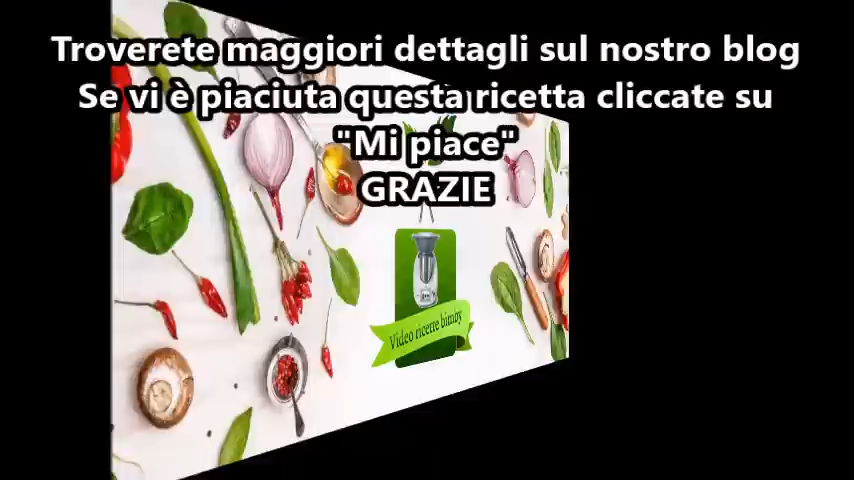 Troverete maggiori dettagli sul nostro blog
Se vi è piaciuta questa ricetta cliccate su
"Mi piace"
GRAZIE
Video ricette bimby